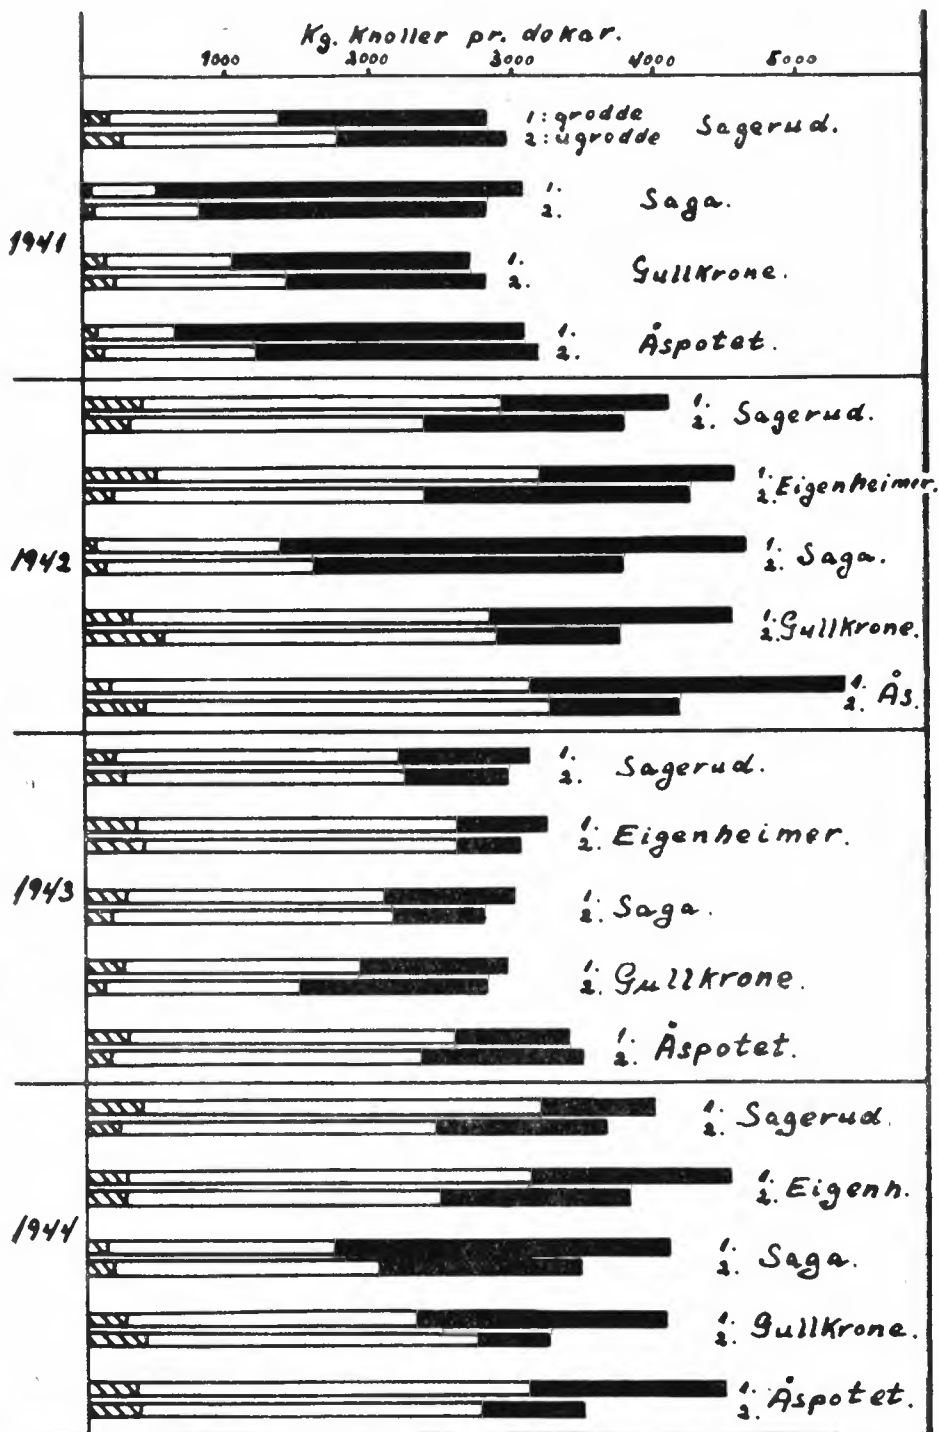 Kg. Knoller pr. dekar.
1000 2000 3000 4000 5000
1941
1: grodde
2: ugrodde
Sagerud.
1.
2.
Saga.
1.
2.
Gullkrone.
1.
2.
Åspotet.
1942
1.
2. Sagerud.
1.
2. Eigenheimer.
1.
2. Saga.
1.
2. Gullkrone.
1.
2. Ås.
1943
1.
2. Sagerud.
1.
2. Eigenheimer.
1.
2. Saga.
1.
2. Gullkrone.
1.
2. Åspotet.
1944
1.
2. Sagerud.
1.
2. Eigenh.
1.
2. Saga.
1.
2. Gullkrone.
1.
2. Åspotet.